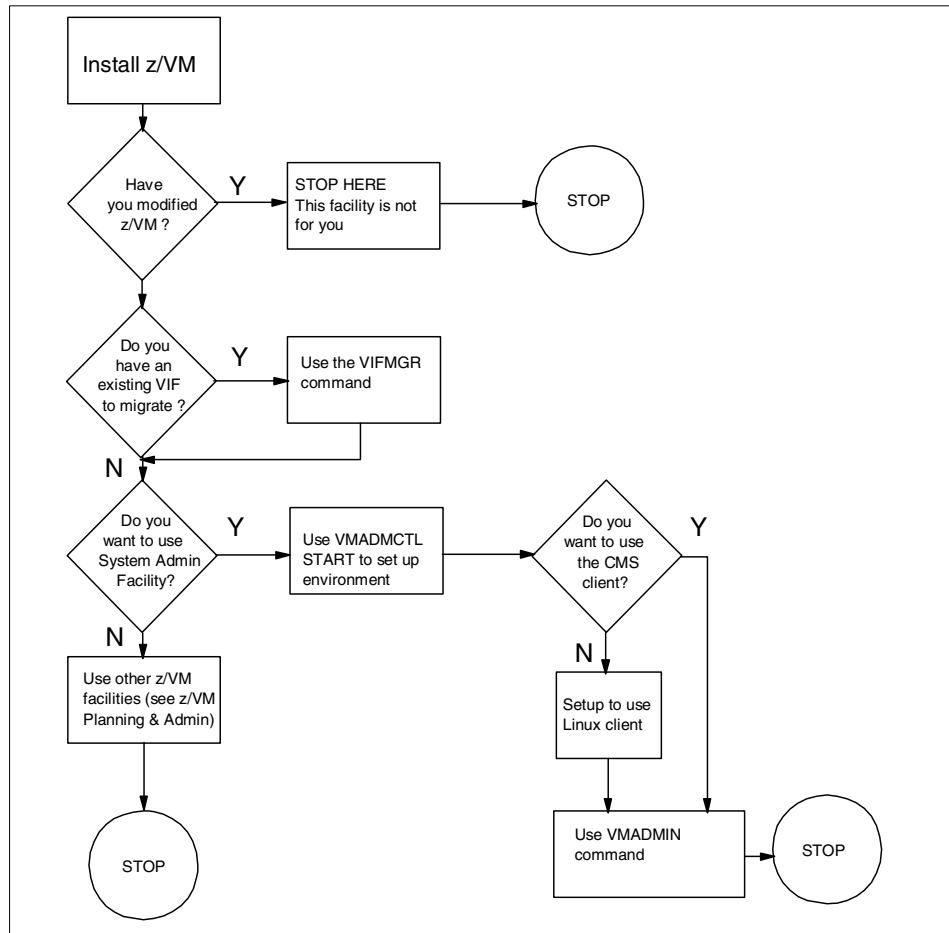 Install z/VM
Have
you modified
z/VM ?
Y
STOP HERE
This facility is not
for you
STOP
Do you
have an
existing VIF
to migrate ?
Y
Use the VIFMGR
command
N
Do you
want to use
System Admin
Facility?
Y
Use VMADMCTL
START to set up
environment
Do you
want to use
the CMS
client?
Y
N
N
Use other z/VM
facilities (see z/VM
Planning & Admin)
Setup to use
Linux client
STOP
Use VMADMIN
command
STOP